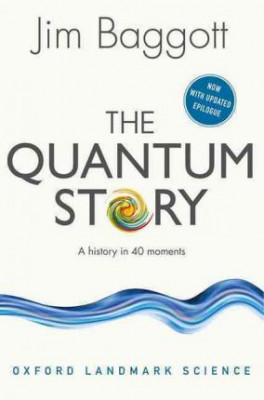 Jim Baggott
NOW
WITH UPDATED
EPILOGUE
THE
QUANTUM
STORY
A history in 40 moments
OXFORD LANDMARK SCIENCE